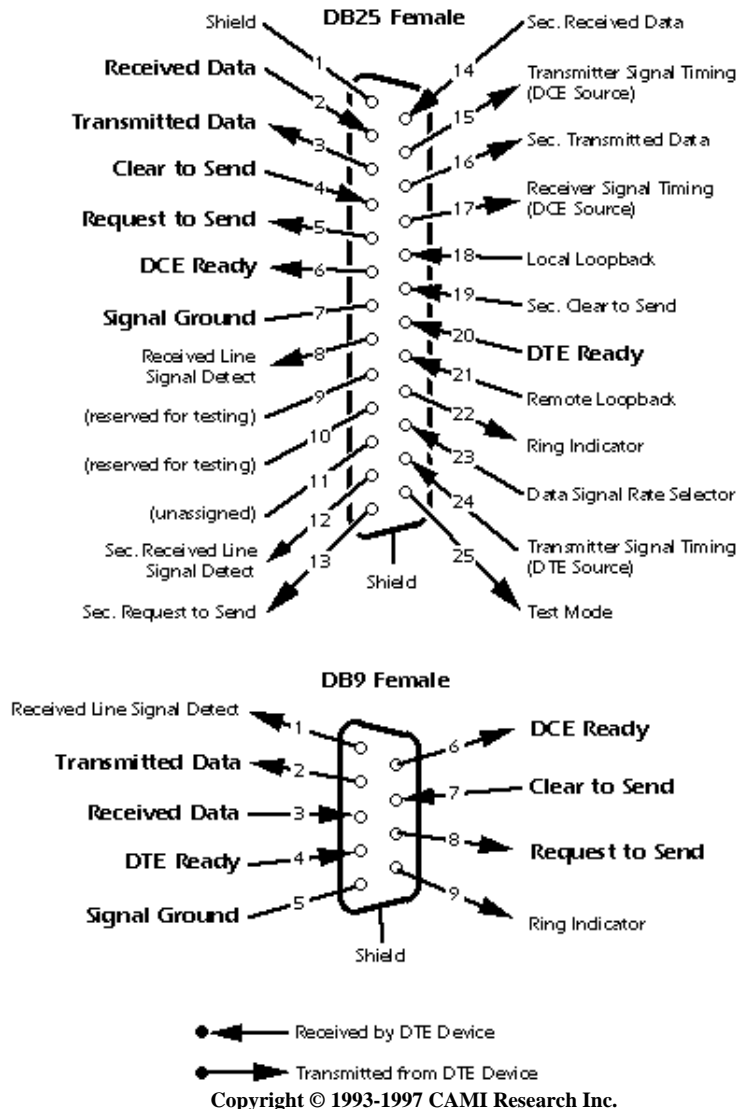 DB25 Female
Shield
1
Received Data
2
Transmitted Data
3
Clear to Send
4
Request to Send
5
DCE Ready
6
Signal Ground
7
Received Line
Signal Detect
8
(reserved for testing)
9
(reserved for testing)
10
(unassigned)
11
Sec. Received Line
Signal Detect
12
Sec. Request to Send
13
Sec. Received Data
14
Transmitter Signal Timing
(DCE Source)
15
Sec. Transmitted Data
16
Receiver Signal Timing
(DCE Source)
17
Local Loopback
18
Sec. Clear to Send
19
DTE Ready
20
Remote Loopback
21
Ring Indicator
22
Data Signal Rate Selector
23
Transmitter Signal Timing
(DTE Source)
24
Test Mode
25
Shield
DB9 Female
Received Line Signal Detect
1
Transmitted Data
2
Received Data
3
DTE Ready
4
Signal Ground
5
DCE Ready
6
Clear to Send
7
Request to Send
8
Ring Indicator
9
Shield
Received by DTE Device
Transmitted from DTE Device
Copyright © 1993-1997 CAMI Research Inc.